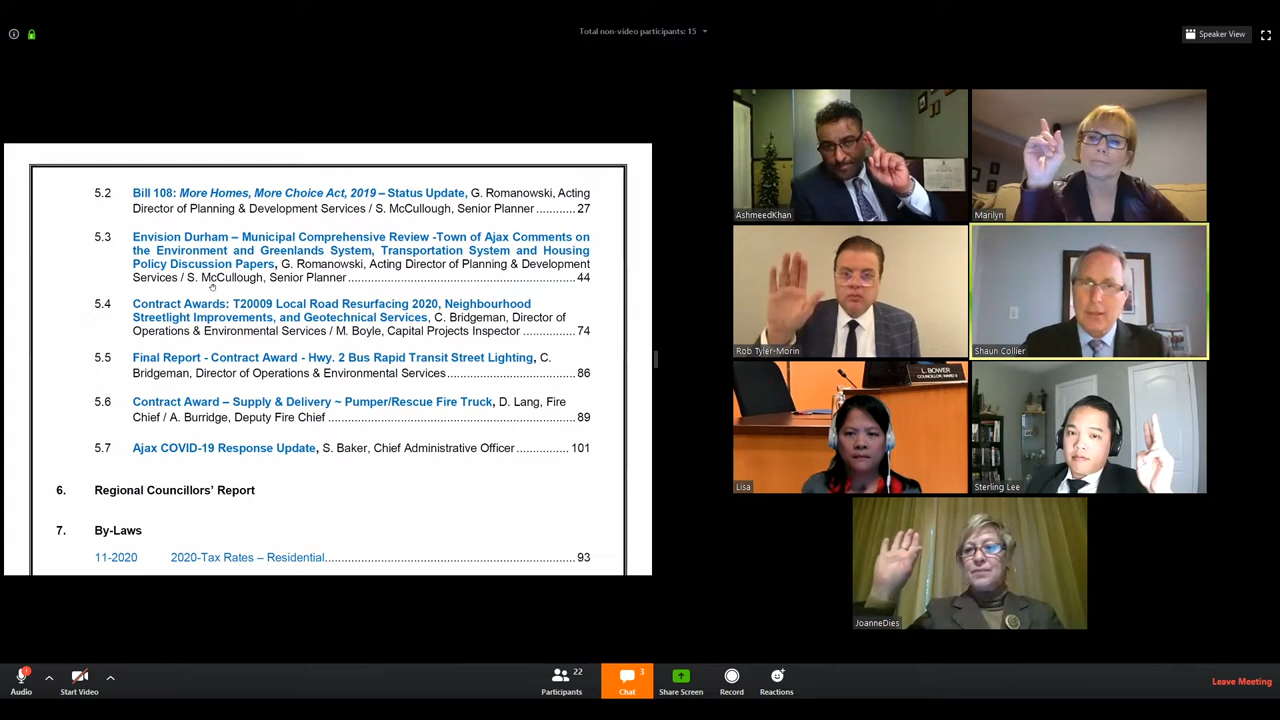 Total non-video participants: 15
Speaker View
5.2 Bill 108: More Homes, More Choice Act, 2019 – Status Update, G. Romanowski, Acting
Director of Planning & Development Services / S. McCullough, Senior Planner ........... 27
5.3 Envision Durham – Municipal Comprehensive Review -Town of Ajax Comments on
the Environment and Greenlands System, Transportation System and Housing
Policy Discussion Papers, G. Romanowski, Acting Director of Planning & Development
Services / S. McCullough, Senior Planner ..................................................................... 44
5.4 Contract Awards: T20009 Local Road Resurfacing 2020, Neighbourhood
Streetlight Improvements, and Geotechnical Services, C. Bridgeman, Director of
Operations & Environmental Services / M. Boyle, Capital Projects Inspector ............... 74
5.5 Final Report - Contract Award - Hwy. 2 Bus Rapid Transit Street Lighting, C.
Bridgeman, Director of Operations & Environmental Services....................................... 86
5.6 Contract Award – Supply & Delivery ~ Pumper/Rescue Fire Truck, D. Lang, Fire
Chief / A. Burridge, Deputy Fire Chief ........................................................................... 89
5.7 Ajax COVID-19 Response Update, S. Baker, Chief Administrative Officer ................ 101
6. Regional Councillors' Report
7. By-Laws
11-2020 2020-Tax Rates – Residential............................................................................ 93
AshmeedKhan
Marilyn
Rob Tyler-Morin
Shaun Collier
L. BOWER
COUNCILLOR, WARD 3
Lisa
Sterling Lee
JoanneDies
22
3
Audio
Start Video
Participants
Chat
Share Screen
Record
Reactions
Leave Meeting